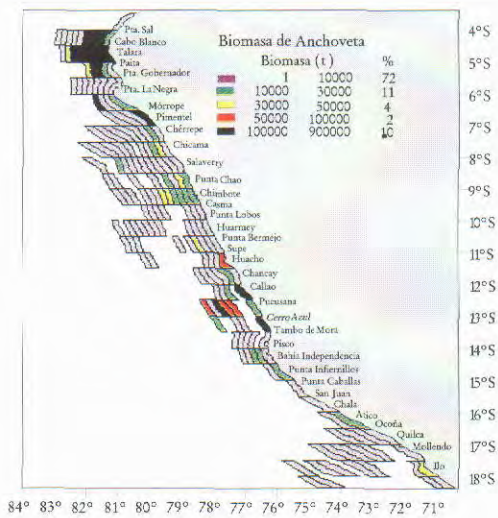 Biomasa de Anchoveta
Biomasa (t) %
1 10000 72
10000 30000 11
30000 50000 4
50000 100000 2
100000 900000 10
Pta. Sal
Cabo Blanco
Talara
Paita
Pta. Gobernador
Pta. La Negra
Mórrope
Pimentel
Chérrepe
Chicama
Salaverry
Punta Chao
Chimbote
Casma
Punta Lobos
Huarmey
Punta Bermejo
Supe
Huacho
Chancay
Callao
Pucusana
Cerro Azul
Tambo de Mora
Pisco
Bahía Independencia
Punta Infiernillos
Punta Caballas
San Juan
Chala
Atico
Ocoña
Quilca
Mollendo
Ilo
4°S
5°S
6°S
7°S
8°S
9°S
10°S
11°S
12°S
13°S
14°S
15°S
16°S
17°S
18°S
84° 83° 82° 81° 80° 79° 78° 77° 76° 75° 74° 73° 72° 71°